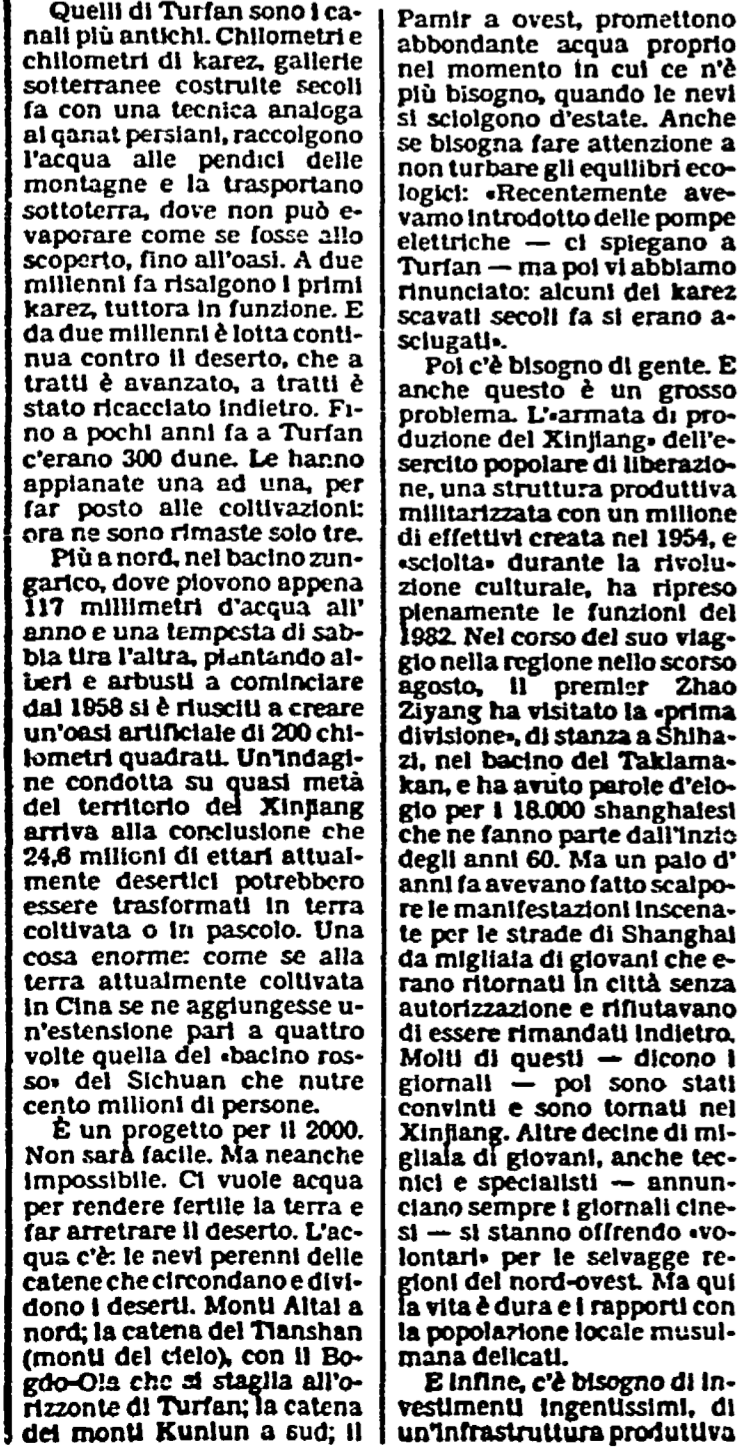 Quelli di Turfan sono i ca-
nali più antichi. Chilometri e
chilometri di karez, gallerie
sotterranee costruite secoli
fa con una tecnica analoga
ai qanat persiani, raccolgono
l'acqua alle pendici delle
montagne e la trasportano
sottoterra, dove non può e-
vaporare come se fosse allo
scoperto, fino all'oasi. A due
millenni fa risalgono i primi
karez, tuttora in funzione. E
da due millenni è lotta conti-
nua contro il deserto, che a
tratti è avanzato, a tratti è
stato ricacciato indietro. Fi-
no a pochi anni fa a Turfan
c'erano 300 dune. Le hanno
appianate una ad una, per
far posto alle coltivazioni:
ora ne sono rimaste solo tre.
Più a nord, nel bacino zun-
garico, dove piovono appena
117 millimetri d'acqua all'
anno e una tempesta di sab-
bia tira l'altra, piantando al-
beri e arbusti a cominciare
dal 1958 si è riusciti a creare
un'oasi artificiale di 200 chi-
lometri quadrati. Un'indagi-
ne condotta su quasi metà
del territorio del Xinjiang
arriva alla conclusione che
24,6 milioni di ettari attual-
mente desertici potrebbero
essere trasformati in terra
coltivata o in pascolo. Una
cosa enorme: come se alla
terra attualmente coltivata
in Cina se ne aggiungesse u-
n'estensione pari a quattro
volte quella del «bacino ros-
so» del Sichuan che nutre
cento milioni di persone.
È un progetto per il 2000.
Non sarà facile. Ma neanche
impossibile. Ci vuole acqua
per rendere fertile la terra e
far arretrare il deserto. L'ac-
qua c'è: le nevi perenni delle
catene che circondano e divi-
dono i deserti. Monti Altai a
nord; la catena del Tianshan
(monti del cielo), con il Bo-
gdo-Ola che si staglia all'o-
rizzonte di Turfan; la catena
dei monti Kunlun a sud; il
Pamir a ovest, promettono
abbondante acqua proprio
nel momento in cui ce n'è
più bisogno, quando le nevi
si sciolgono d'estate. Anche
se bisogna fare attenzione a
non turbare gli equilibri eco-
logici: «Recentemente ave-
vamo introdotto delle pompe
elettriche — ci spiegano a
Turfan — ma poi vi abbiamo
rinunciato: alcuni dei karez
scavati secoli fa si erano a-
sciugati».
Poi c'è bisogno di gente. E
anche questo è un grosso
problema. L'«armata di pro-
duzione del Xinjiang» dell'e-
sercito popolare di liberazio-
ne, una struttura produttiva
militarizzata con un milione
di effettivi creata nel 1954, e
«sciolta» durante la rivolu-
zione culturale, ha ripreso
pienamente le funzioni del
1982. Nel corso del suo viag-
gio nella regione nello scorso
agosto, il premier Zhao
Ziyang ha visitato la «prima
divisione», di stanza a Shiha-
zi, nel bacino del Taklama-
kan, e ha avuto parole d'elo-
gio per i 18.000 shanghaiesi
che ne fanno parte dall'inzio
degli anni 60. Ma un paio d'
anni fa avevano fatto scalpo-
re le manifestazioni inscena-
te per le strade di Shanghai
da migliaia di giovani che e-
rano ritornati in città senza
autorizzazione e rifiutavano
di essere rimandati indietro.
Molti di questi — dicono i
giornali — poi sono stati
convinti e sono tornati nel
Xinjiang. Altre decine di mi-
gliaia di giovani, anche tec-
nici e specialisti — annun-
ciano sempre i giornali cine-
si — si stanno offrendo «vo-
lontari» per le selvagge re-
gioni del nord-ovest. Ma qui
la vita è dura e i rapporti con
la popolazione locale musul-
mana delicati.
E infine, c'è bisogno di in-
vestimenti ingentissimi, di
un'infrastruttura produttiva